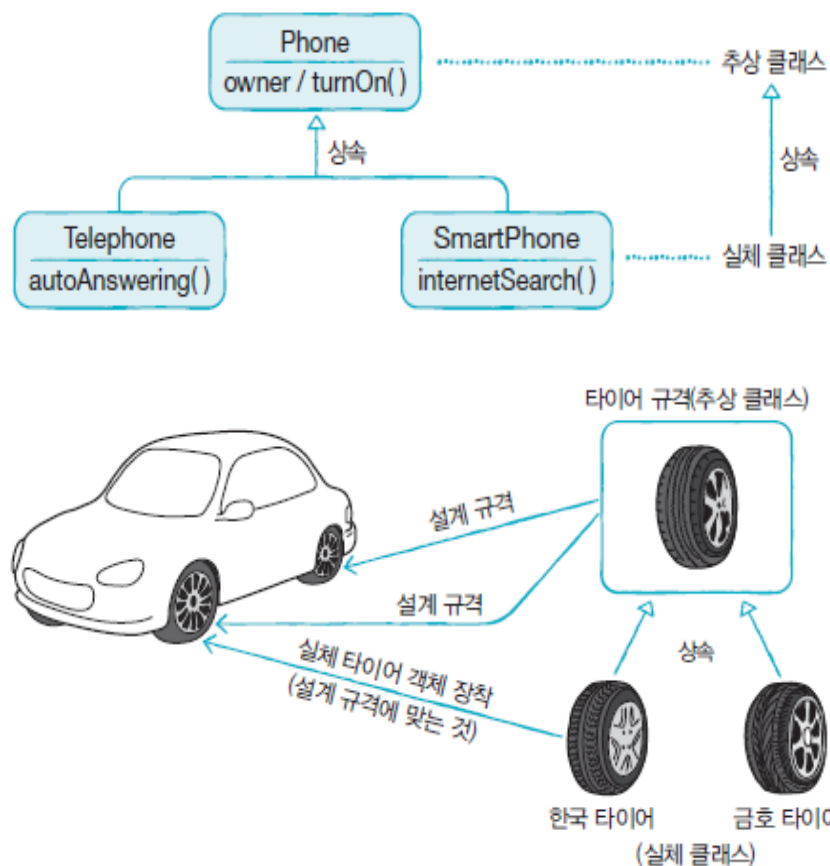 Phone
owner / turnOn( )
추상 클래스
상속
상속
Telephone
autoAnswering( )
SmartPhone
internetSearch( )
실체 클래스
타이어 규격(추상 클래스)
설계 규격
설계 규격
실체 타이어 객체 장착
(설계 규격에 맞는 것)
상속
한국 타이어
금호 타이어
(실체 클래스)